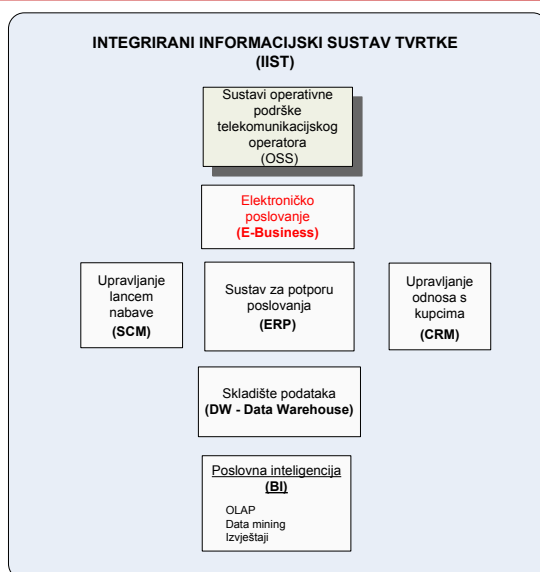 INTEGRIRANI INFORMACIJSKI SUSTAV TVRTKE
(IIST)
Sustavi operativne
podrške
telekomunikacijskog
operatora
(OSS)
Elektroničko
poslovanje
(E-Business)
Upravljanje
lancem
nabave
(SCM)
Sustav za potporu
poslovanja
(ERP)
Upravljanje
odnosa s
kupcima
(CRM)
Skladište podataka
(DW - Data Warehouse)
Poslovna inteligencija
(BI)
OLAP
Data mining
Izvještaji